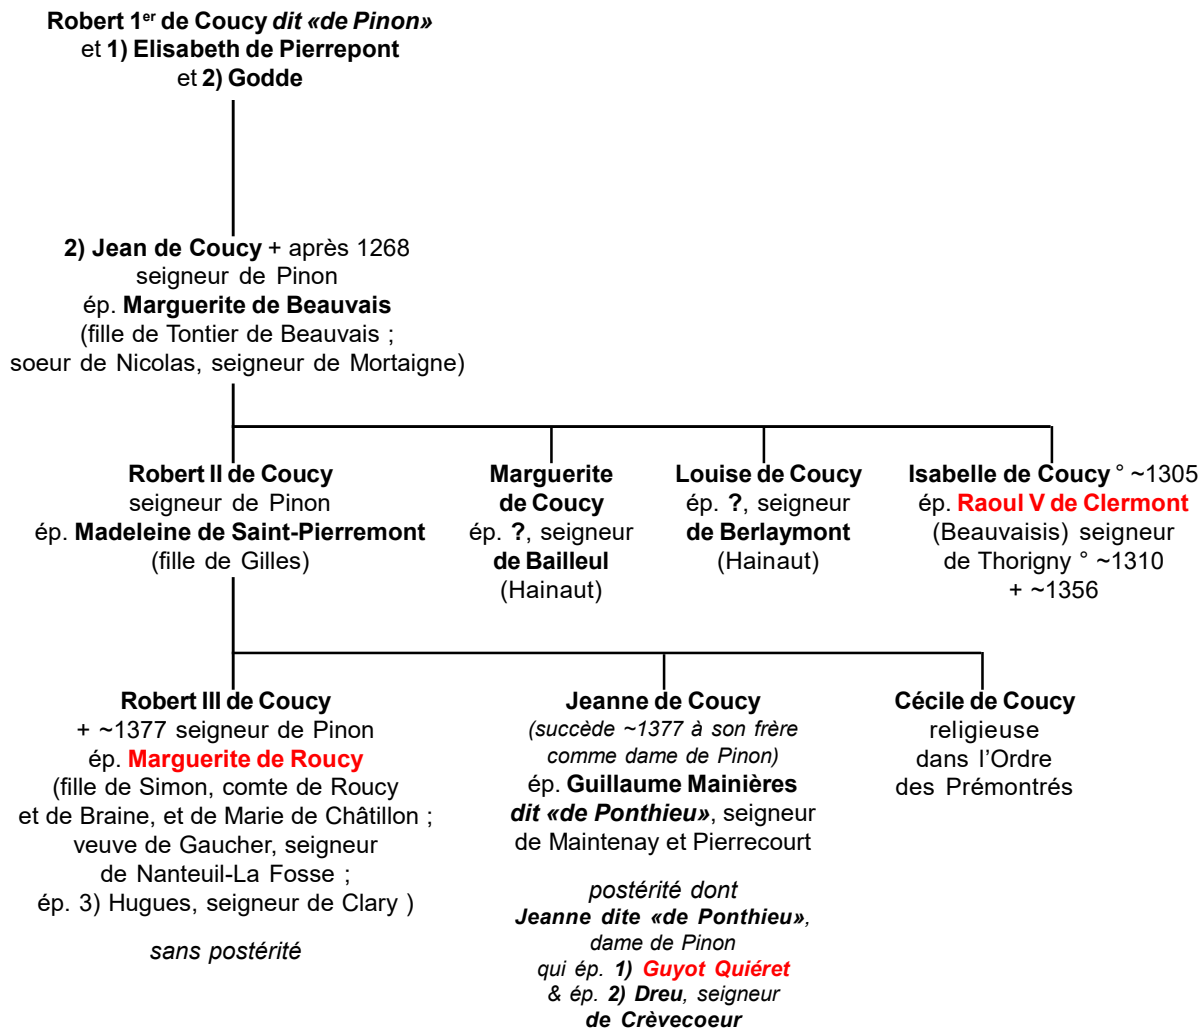 Robert 1er de Coucy dit «de Pinon»
et 1) Elisabeth de Pierrepont
et 2) Godde
2) Jean de Coucy + après 1268
seigneur de Pinon
ép. Marguerite de Beauvais
(fille de Tontier de Beauvais ;
soeur de Nicolas, seigneur de Mortaigne)
Robert II de Coucy
seigneur de Pinon
ép. Madeleine de Saint-Pierremont
(fille de Gilles)
Marguerite
de Coucy
ép. ?, seigneur
de Bailleul
(Hainaut)
Louise de Coucy
ép. ?, seigneur
de Berlaymont
(Hainaut)
Isabelle de Coucy ° ~1305
ép. Raoul V de Clermont
(Beauvaisis) seigneur
de Thorigny ° ~1310
+ ~1356
Robert III de Coucy
+ ~1377 seigneur de Pinon
ép. Marguerite de Roucy
(fille de Simon, comte de Roucy
et de Braine, et de Marie de Châtillon ;
veuve de Gaucher, seigneur
de Nanteuil-La Fosse ;
ép. 3) Hugues, seigneur de Clary )
sans postérité
Jeanne de Coucy
(succède ~1377 à son frère
comme dame de Pinon)
ép. Guillaume Mainières
dit «de Ponthieu», seigneur
de Maintenay et Pierrecourt
postérité dont
Jeanne dite «de Ponthieu»,
dame de Pinon
qui ép. 1) Guyot Quiéret
& ép. 2) Dreu, seigneur
de Crèvecoeur
Cécile de Coucy
religieuse
dans l'Ordre
des Prémontrés